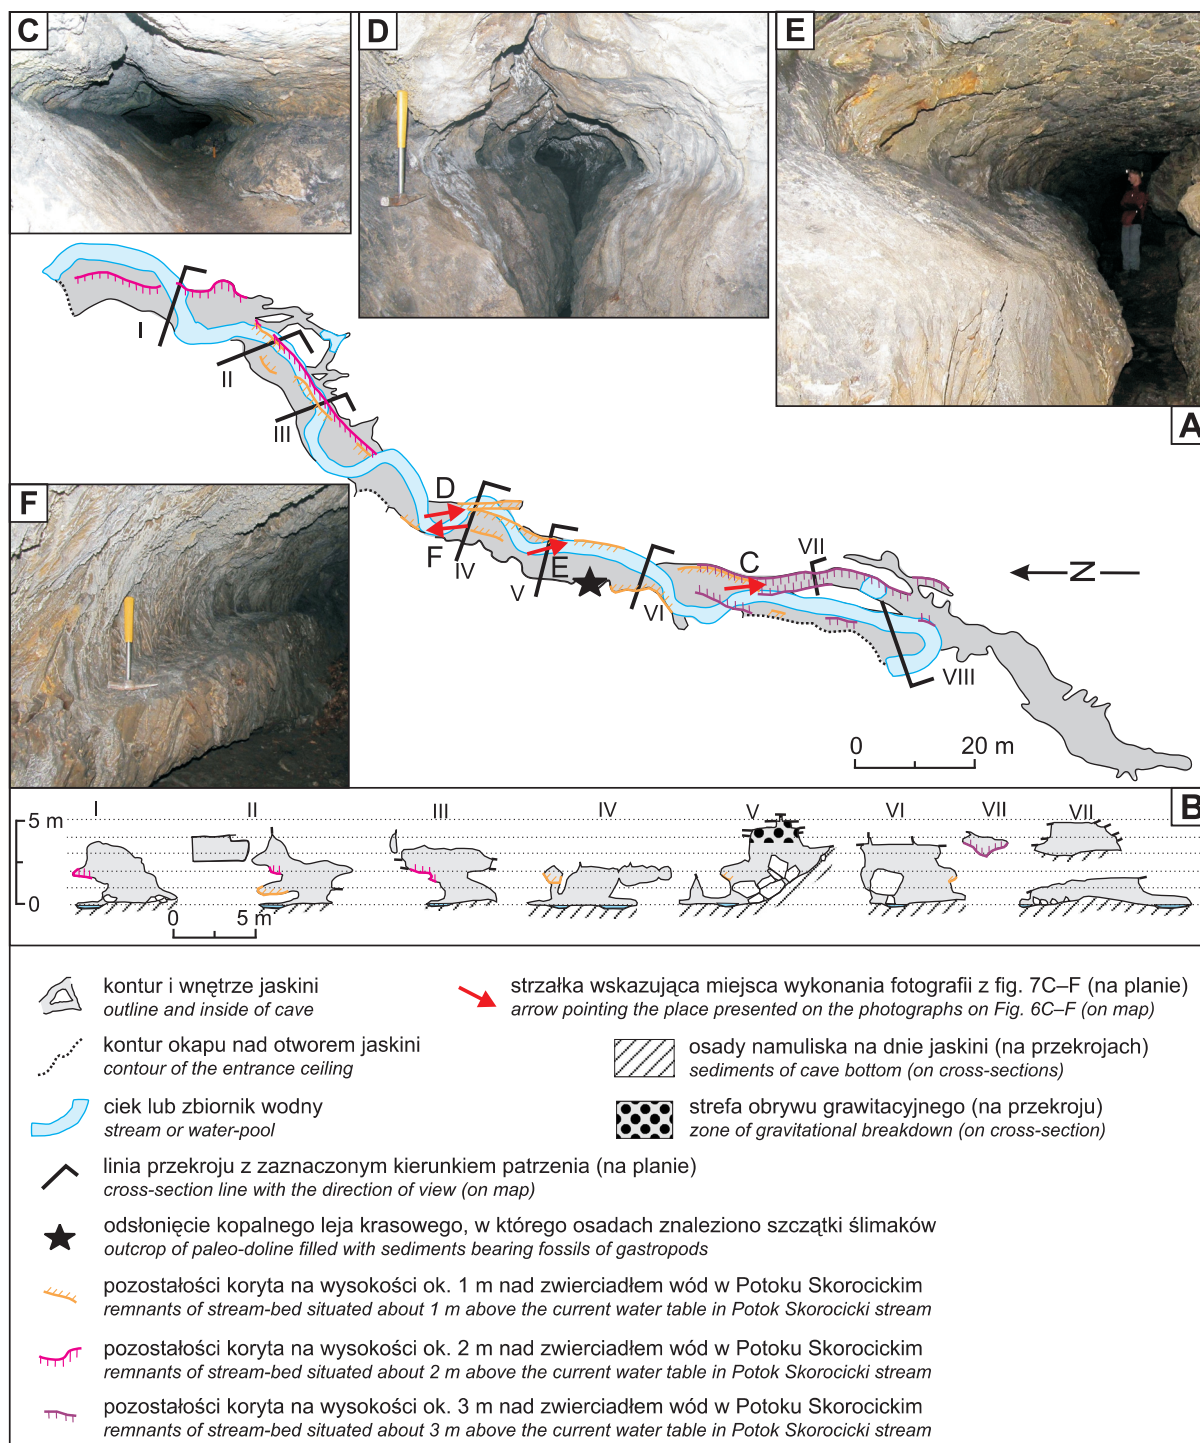 C
D
E
A
I
II
III
D
F
IV
V
E
VI
C
VII
VIII
N
0 20 m
F
B
I II III IV V VI VII VII
5 m
0
0 5 m
kontur i wnętrze jaskini
outline and inside of cave
kontur okapu nad otworem jaskini
contour of the entrance ceiling
ciek lub zbiornik wodny
stream or water-pool
linia przekroju z zaznaczonym kierunkiem patrzenia (na planie)
cross-section line with the direction of view (on map)
odsłonięcie kopalnego leja krasowego, w którego osadach znaleziono szczątki ślimaków
outcrop of paleo-doline filled with sediments bearing fossils of gastropods
pozostałości koryta na wysokości ok. 1 m nad zwierciadłem wód w Potoku Skorocickim
remnants of stream-bed situated about 1 m above the current water table in Potok Skorocicki stream
pozostałości koryta na wysokości ok. 2 m nad zwierciadłem wód w Potoku Skorocickim
remnants of stream-bed situated about 2 m above the current water table in Potok Skorocicki stream
pozostałości koryta na wysokości ok. 3 m nad zwierciadłem wód w Potoku Skorocickim
remnants of stream-bed situated about 3 m above the current water table in Potok Skorocicki stream
strzałka wskazująca miejsca wykonania fotografii z fig. 7C–F (na planie)
arrow pointing the place presented on the photographs on Fig. 6C–F (on map)
osady namuliska na dnie jaskini (na przekrojach)
sediments of cave bottom (on cross-sections)
strefa obrywu grawitacyjnego (na przekroju)
zone of gravitational breakdown (on cross-section)